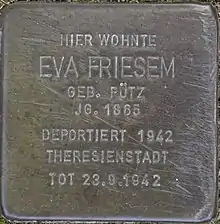 HIER WOHNTE
EVA FRIESEM
GEB. PÜTZ
JG. 1865
DEPORTIERT 1942
THERESIENSTADT
TOT 23.9.1942